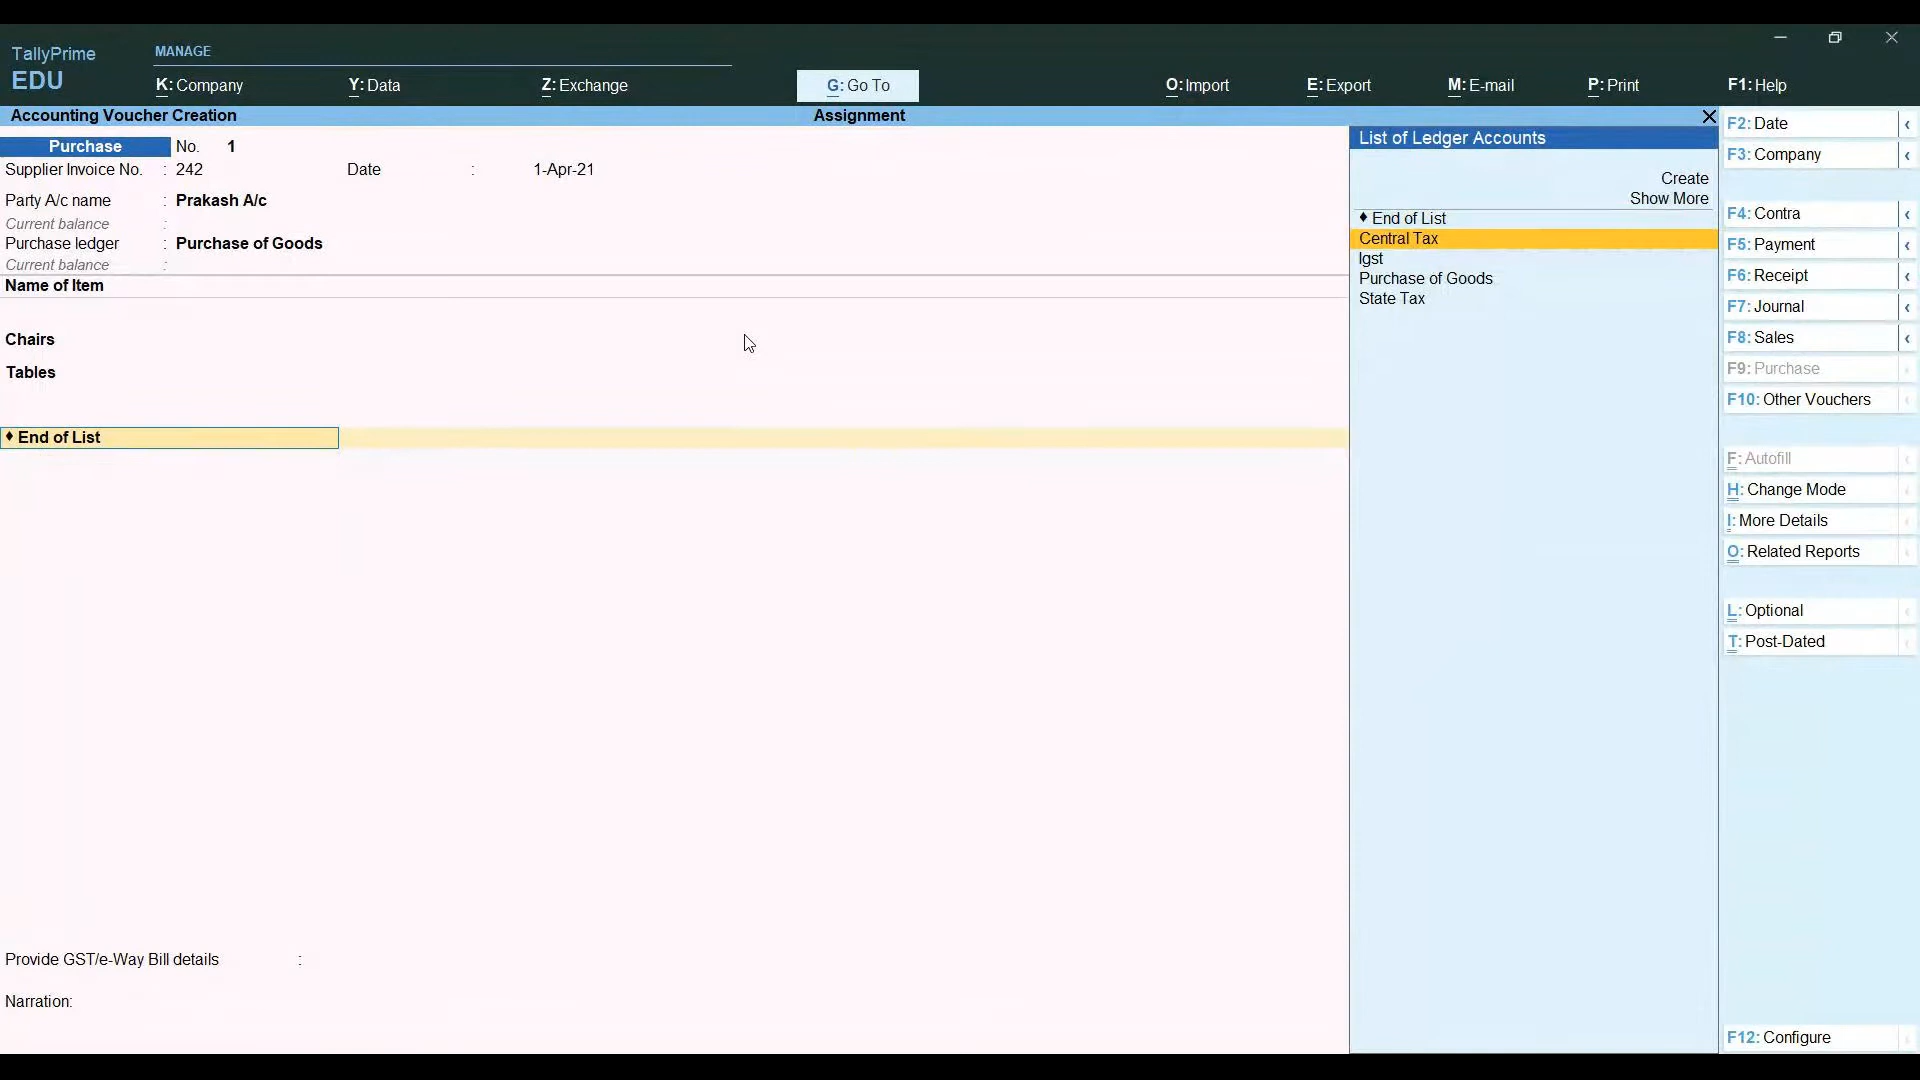 TallyPrime
EDU
MANAGE
K: Company
Y: Data
Z: Exchange
G: Go To
O: Import
E: Export
M: E-mail
P: Print
F1: Help
Accounting Voucher Creation
Assignment
Purchase No. 1
Supplier Invoice No. : 242 Date : 1-Apr-21
Party A/c name : Prakash A/c
Current balance :
Purchase ledger : Purchase of Goods
Current balance :
Name of Item
Chairs
Tables
♦ End of List
Provide GST/e-Way Bill details :
Narration:
List of Ledger Accounts
Create
Show More
♦ End of List
Central Tax
Igst
Purchase of Goods
State Tax
F2: Date
F3: Company
F4: Contra
F5: Payment
F6: Receipt
F7: Journal
F8: Sales
F9: Purchase
F10: Other Vouchers
F: Autofill
H: Change Mode
I: More Details
O: Related Reports
L: Optional
T: Post-Dated
F12: Configure